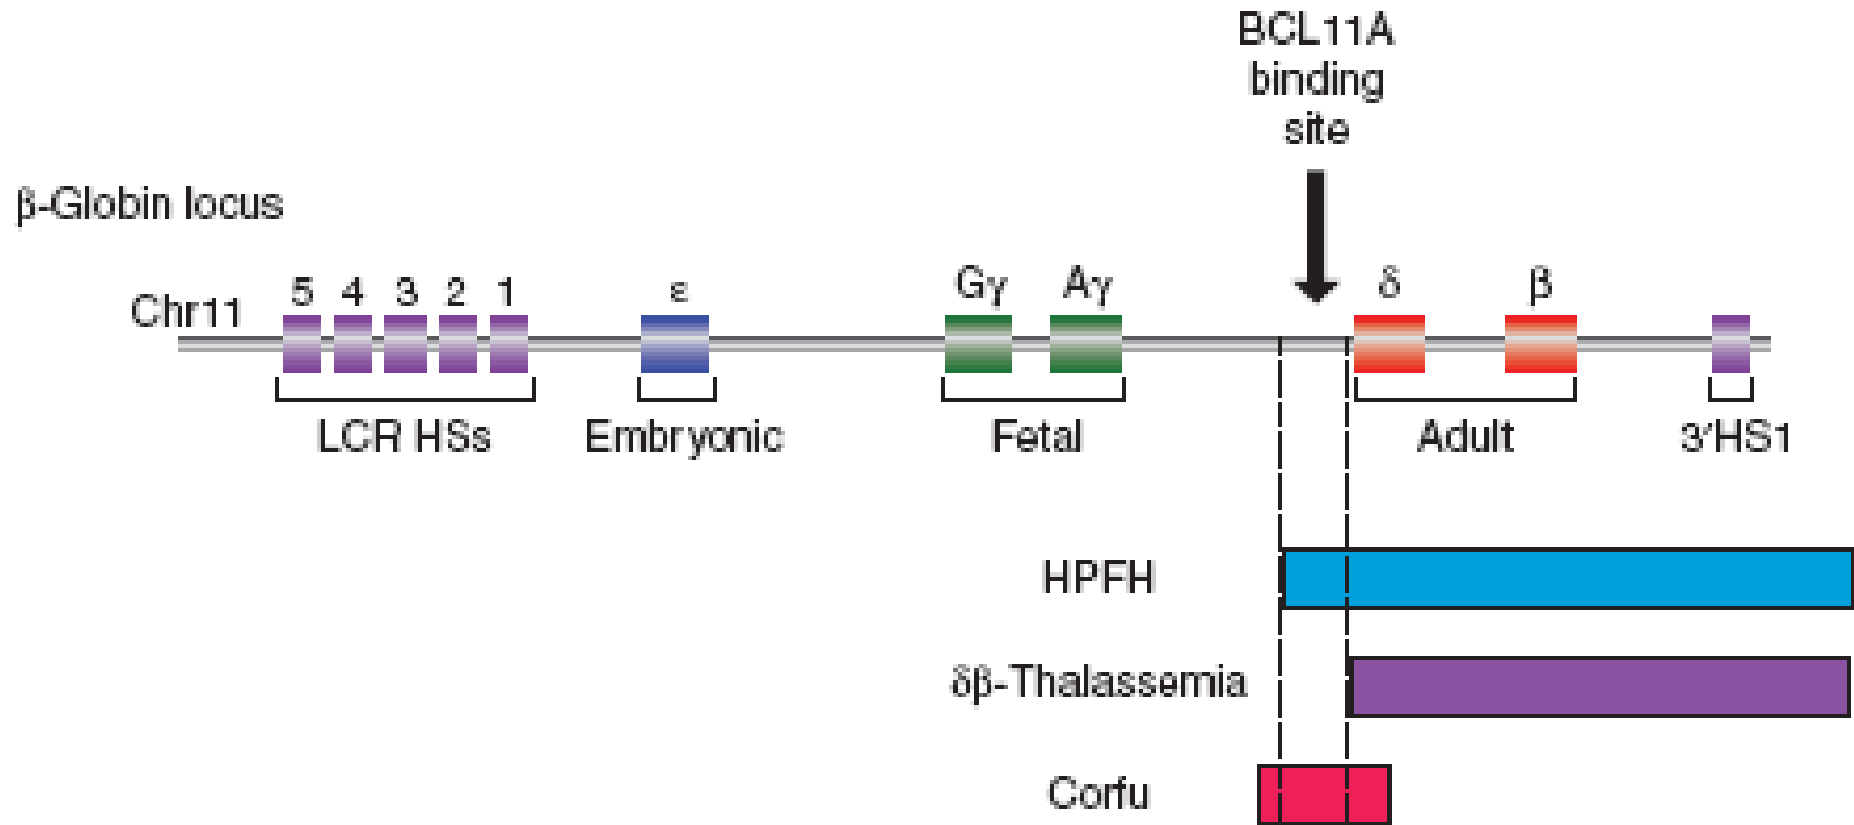 BCL11A
binding
site
β-Globin locus
Chr11
5 4 3 2 1 ε Gγ Aγ δ β
LCR HSs Embryonic Fetal Adult 3'HS1
HPFH
δβ-Thalassemia
Corfu